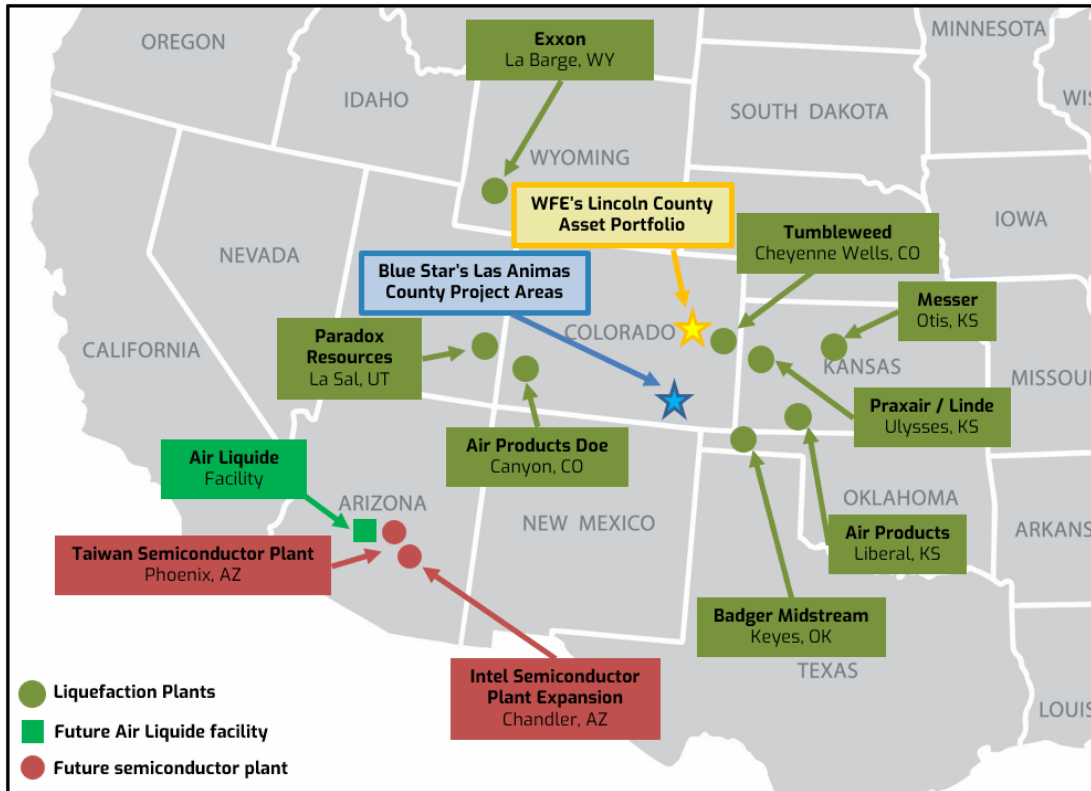 OREGON
IDAHO
Exxon
La Barge, WY
MINNESOTA
WIS
SOUTH DAKOTA
WYOMING
IOWA
WFE's Lincoln County
Asset Portfolio
NEVADA
Tumbleweed
Cheyenne Wells, CO
Blue Star's Las Animas
County Project Areas
Messer
Otis, KS
COLORADO
CALIFORNIA
Paradox
Resources
La Sal, UT
KANSAS
MISSOU
Praxair / Linde
Ulysses, KS
Air Products Doe
Canyon, CO
Air Liquide
Facility
ARIZONA
NEW MEXICO
OKLAHOMA
ARKANS
Air Products
Liberal, KS
Taiwan Semiconductor Plant
Phoenix, AZ
Badger Midstream
Keyes, OK
TEXAS
Intel Semiconductor
Plant Expansion
Chandler, AZ
LOUIS
Liquefaction Plants
Future Air Liquide facility
Future semiconductor plant